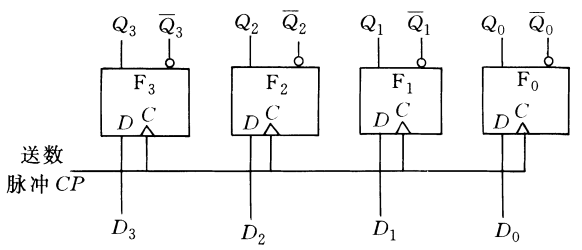 Q₃ Q̅₃ Q₂ Q̅₂ Q₁ Q̅₁ Q₀ Q̅₀
F₃ F₂ F₁ F₀
D C D C D C D C
送数
脉冲 CP
D₃ D₂ D₁ D₀